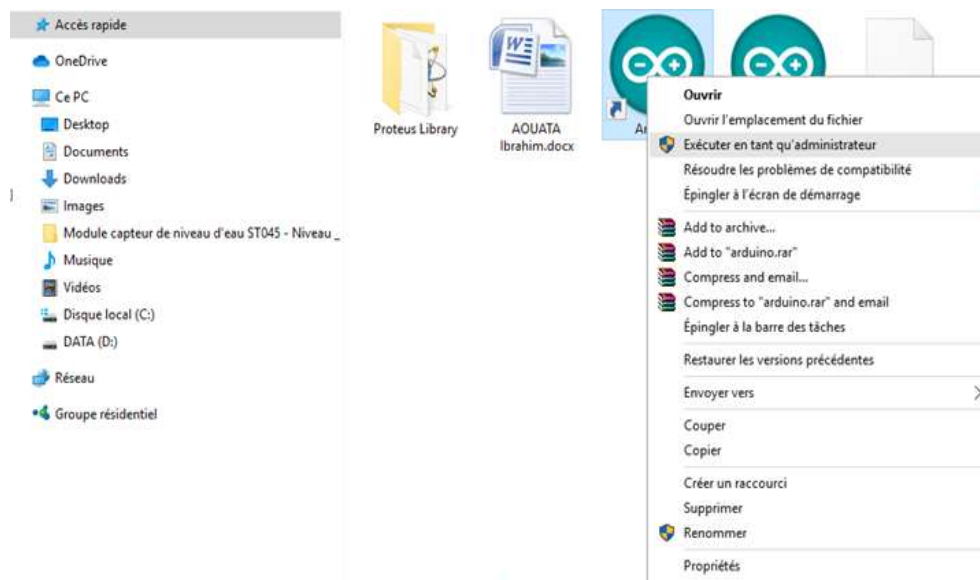 Accès rapide
OneDrive
Ce PC
Desktop
Documents
Downloads
Images
Module capteur de niveau d'eau ST045 - Niveau _
Musique
Vidéos
Disque local (C:)
DATA (D:)
Réseau
Groupe résidentiel
Proteus Library
AOUATA
Ibrahim.docx
Ar
Ouvrir
Ouvrir l'emplacement du fichier
Exécuter en tant qu'administrateur
Résoudre les problèmes de compatibilité
Épingler à l'écran de démarrage
Add to archive...
Add to "arduino.rar"
Compress and email...
Compress to "arduino.rar" and email
Épingler à la barre des tâches
Restaurer les versions précédentes
Envoyer vers
Couper
Copier
Créer un raccourci
Supprimer
Renommer
Propriétés